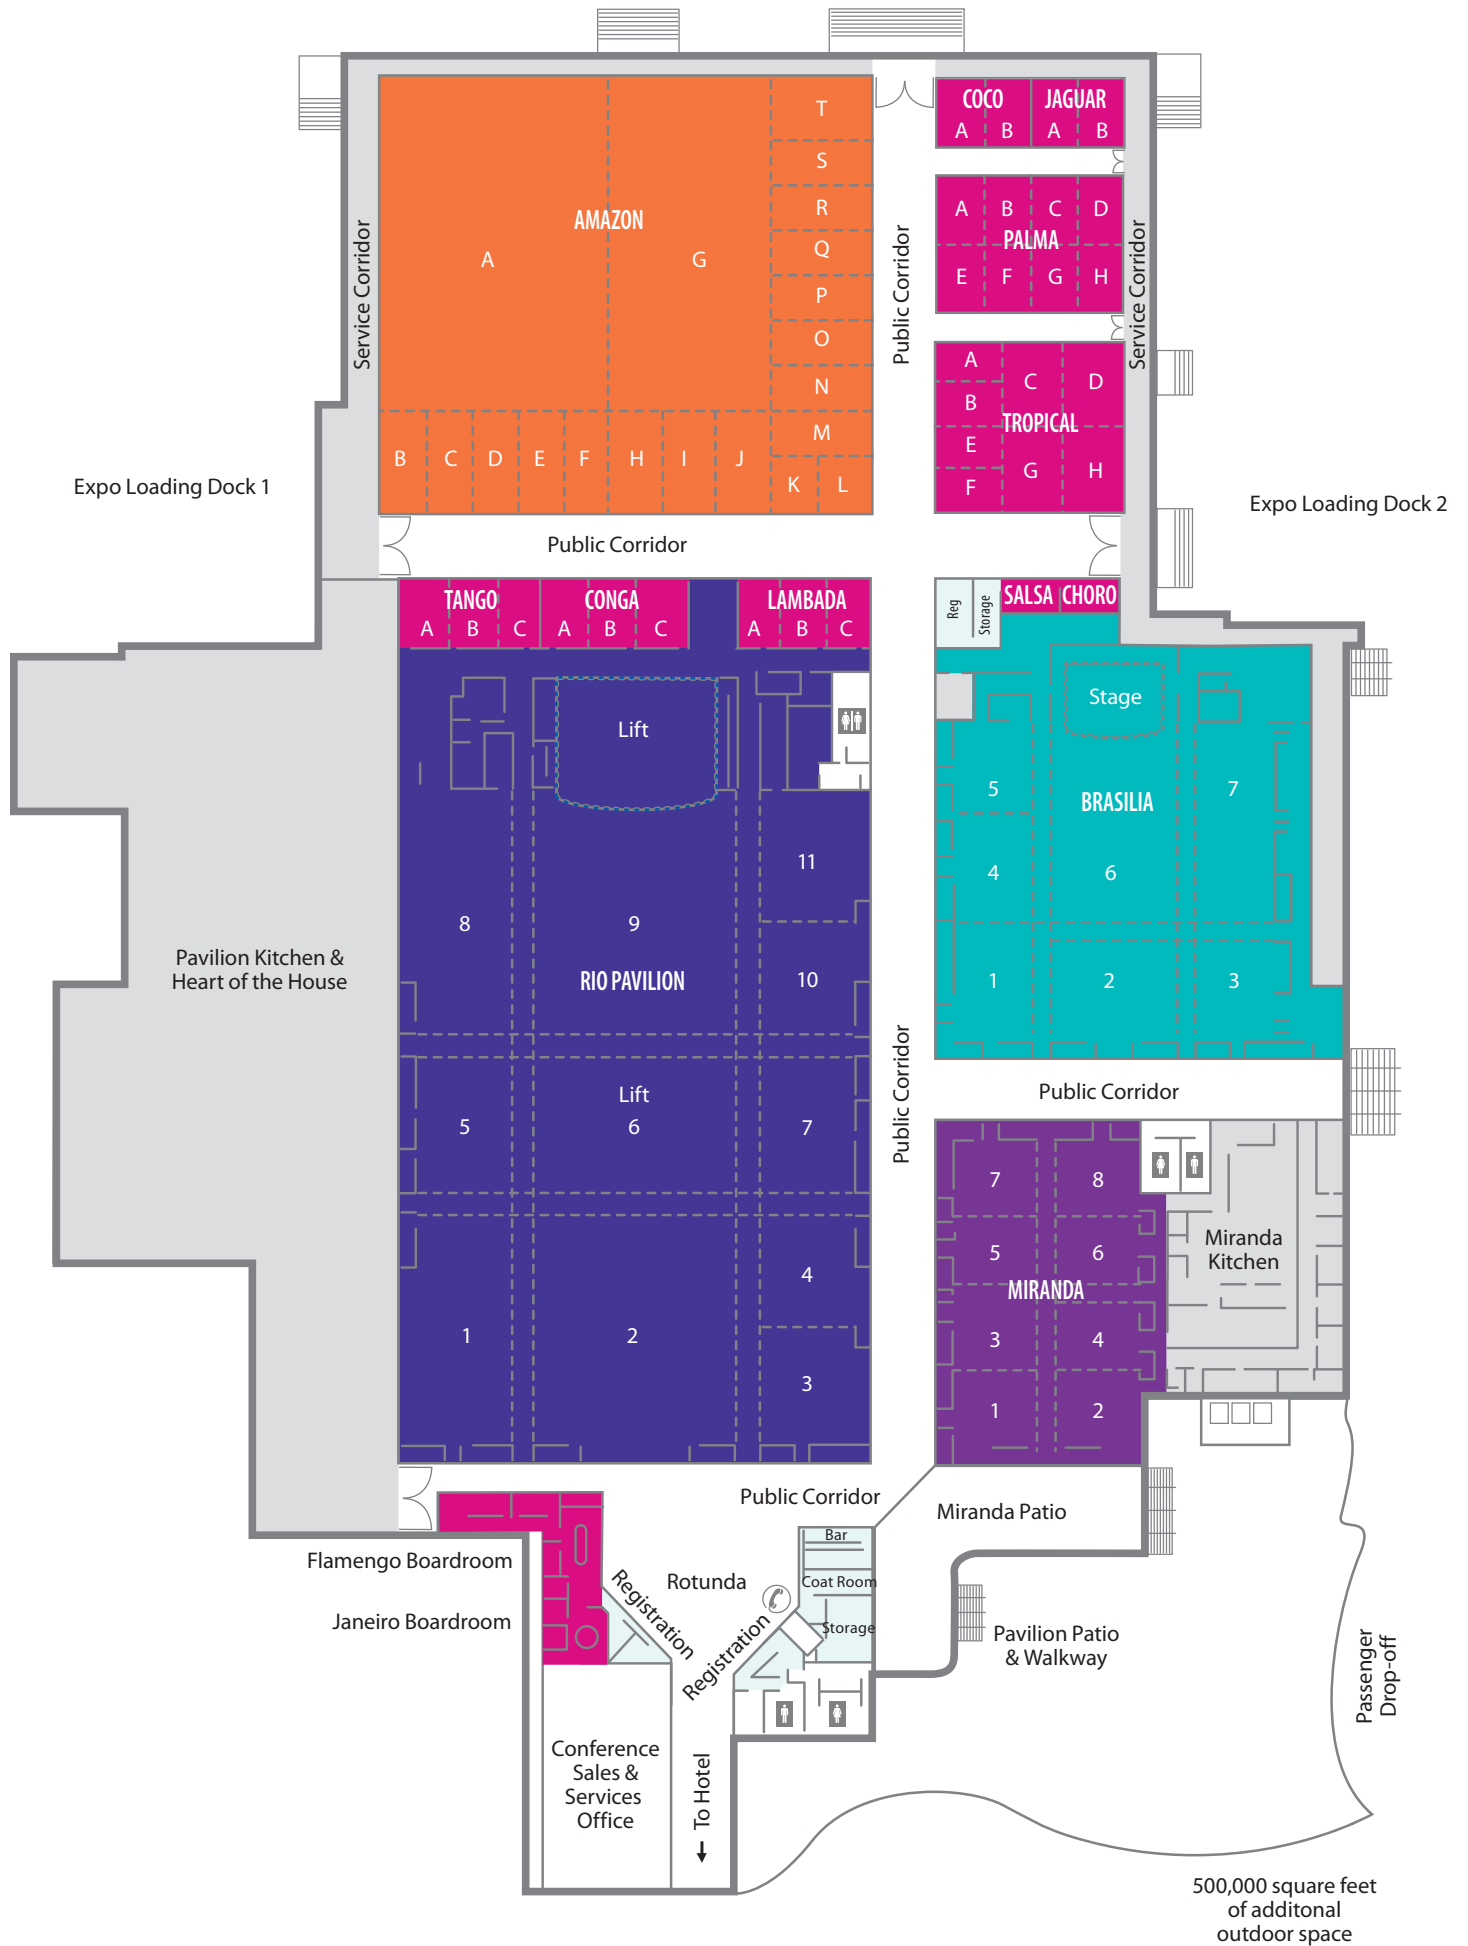 COCO
JAGUAR
A B A B
T
S
R
Q
P
O
N
M
K L
AMAZON
A
G
B C D E F H I J
Service Corridor
Public Corridor
Service Corridor
A B C D
PALMA
E F G H
A
B
C
D
TROPICAL
E
F
G
H
Expo Loading Dock 1
Expo Loading Dock 2
Public Corridor
TANGO
A B C
CONGA
A B C
LAMBADA
A B C
Reg
Storage
SALSA
CHORO
Lift
Stage
5
BRASILIA
7
4
6
1
2
3
11
8
9
RIO PAVILION
10
Pavilion Kitchen &
Heart of the House
Public Corridor
Public Corridor
Lift
5
6
7
4
1
2
3
7
8
5
6
MIRANDA
3
4
1
2
Miranda
Kitchen
Public Corridor
Miranda Patio
Flamengo Boardroom
Janeiro Boardroom
Registration
Rotunda
Registration
Bar
Coat Room
Storage
Pavilion Patio
& Walkway
Passenger
Drop-off
Conference
Sales &
Services
Office
To Hotel
500,000 square feet
of additonal
outdoor space